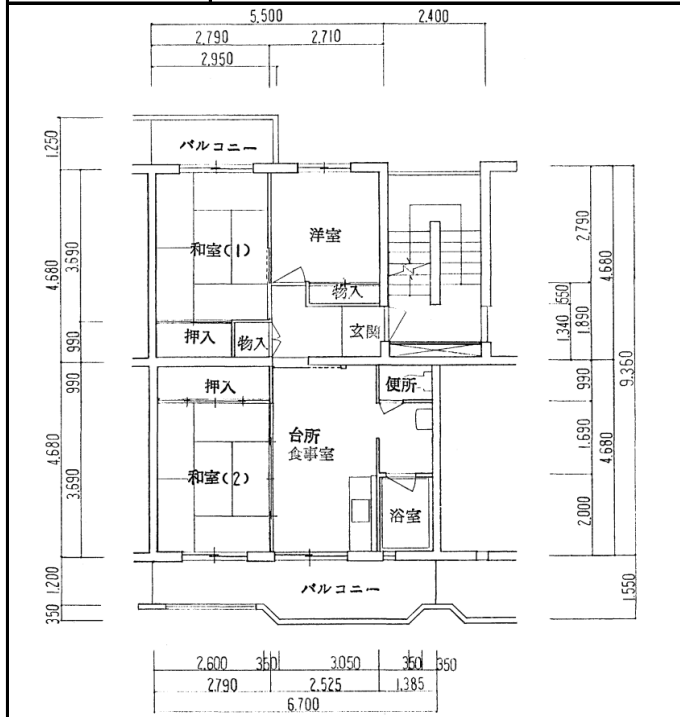 5,500
2,400
2,790
2,710
2,950
バルコニー
1,250
和室(1)
洋室
物入
玄関
押入
物入
4,680
3,690
990
2,790
550
1,340
1,890
4,680
9,350
押入
便所
台所
食事室
和室(2)
浴室
990
4,680
3,690
990
1,690
2,000
4,680
バルコニー
1,200
350
1,550
2,600
350
3,050
350
350
2,790
2,525
1,385
6,700